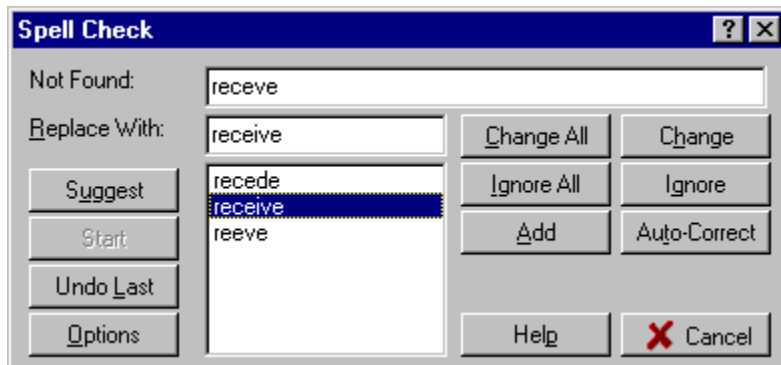 Spell Check
Not Found: receve
Replace With: receive Change All Change
Suggest recede Ignore All Ignore
receive
Start reeve Add Auto-Correct
Undo Last
Options Help Cancel